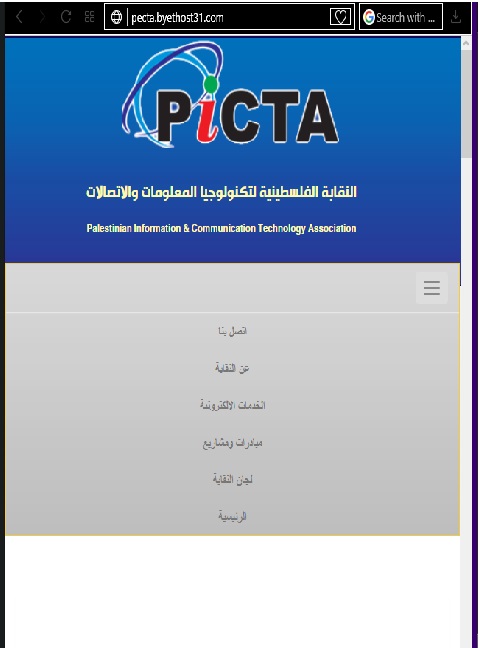 pecta.byethost31.com
Search with ...
PiCTA
النقابة الفلسطينية لتكنولوجيا المعلومات والاتصالات
Palestinian Information & Communication Technology Association
اتصل بنا
عن النقابة
الخدمات الالكترونية
مبادرات ومشاريع
لجان النقابة
الرئيسية